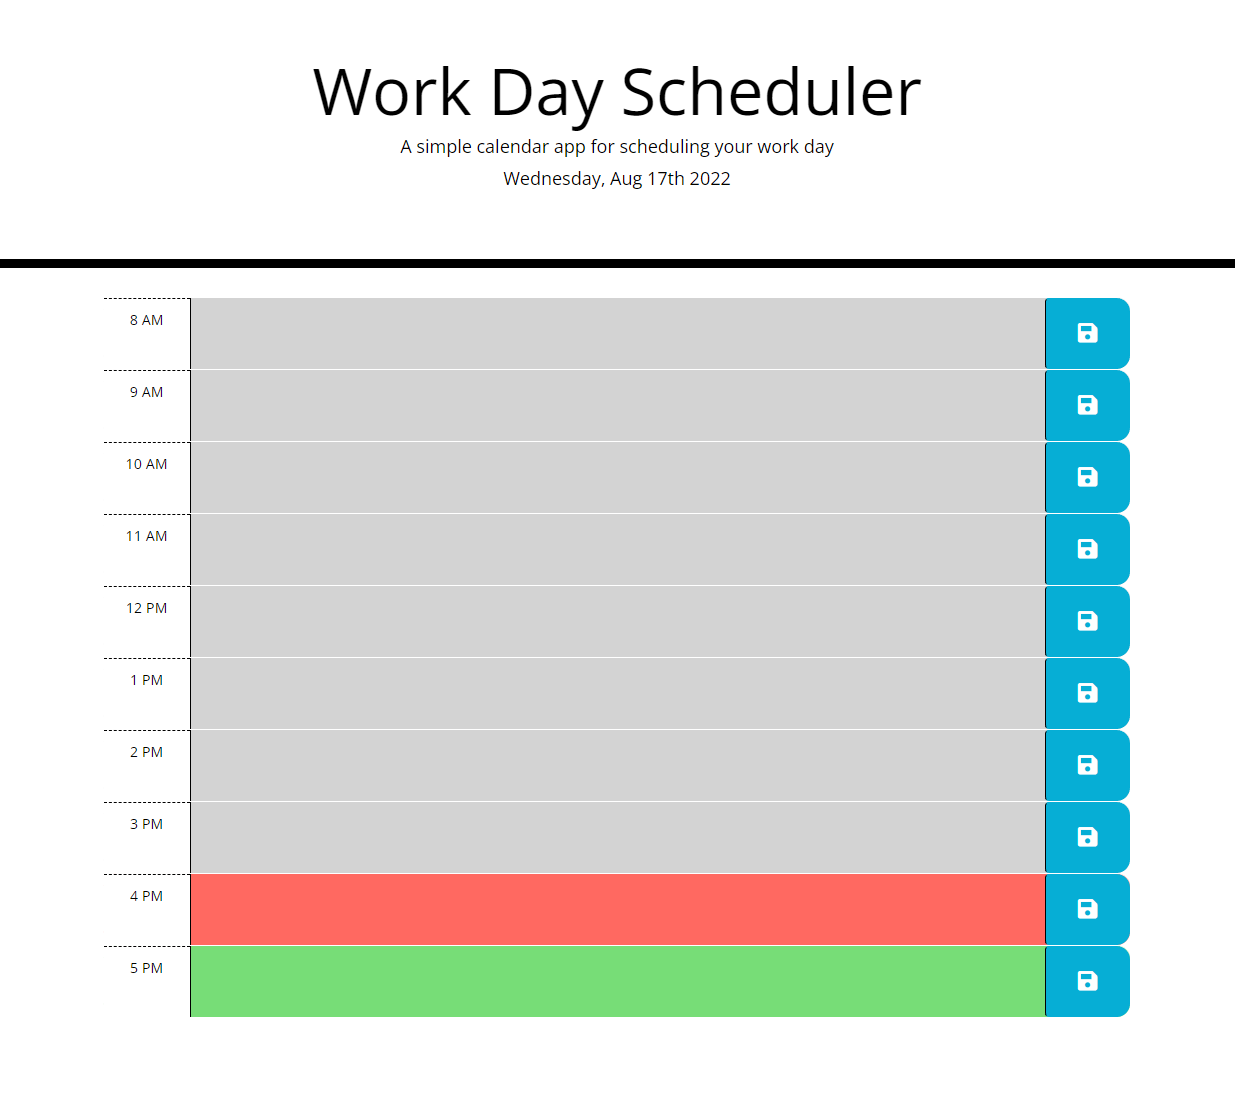 Work Day Scheduler
A simple calendar app for scheduling your work day
Wednesday, Aug 17th 2022
8 AM
9 AM
10 AM
11 AM
12 PM
1 PM
2 PM
3 PM
4 PM
5 PM